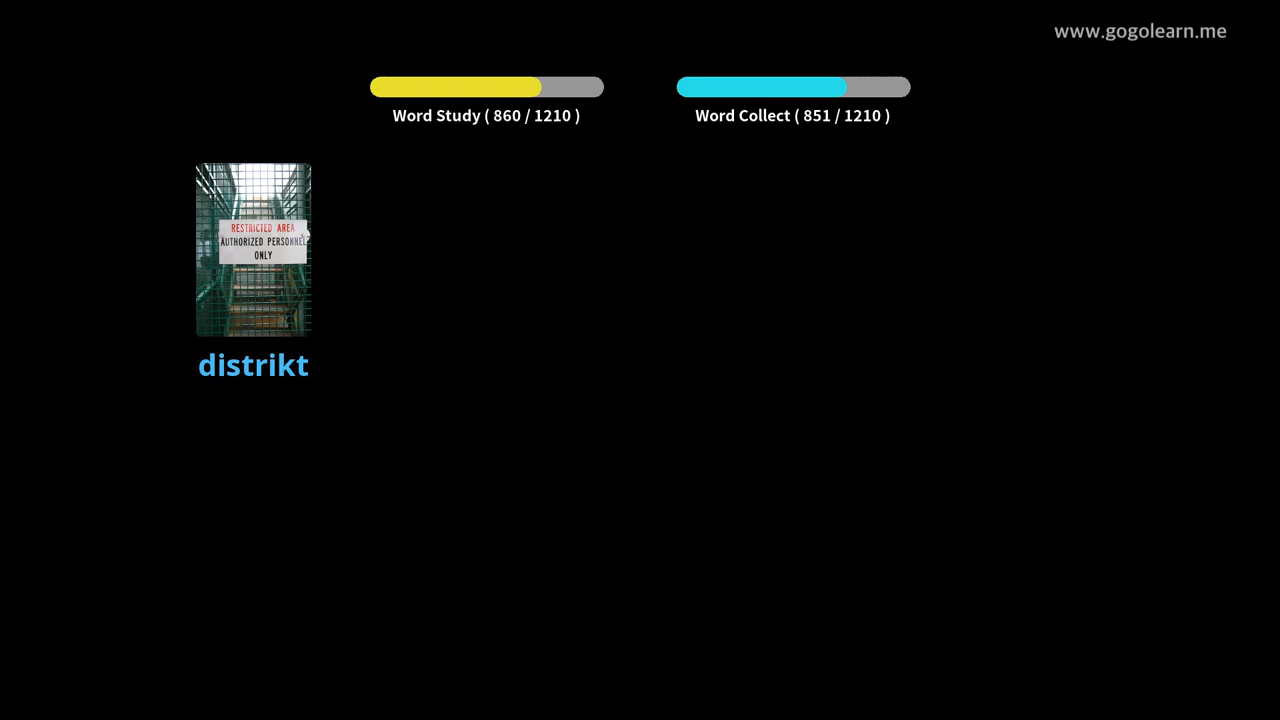 www.gogolearn.me
Word Study ( 860 / 1210 )
Word Collect ( 851 / 1210 )
RESTRICTED AREA
AUTHORIZED PERSONNEL
ONLY
distrikt